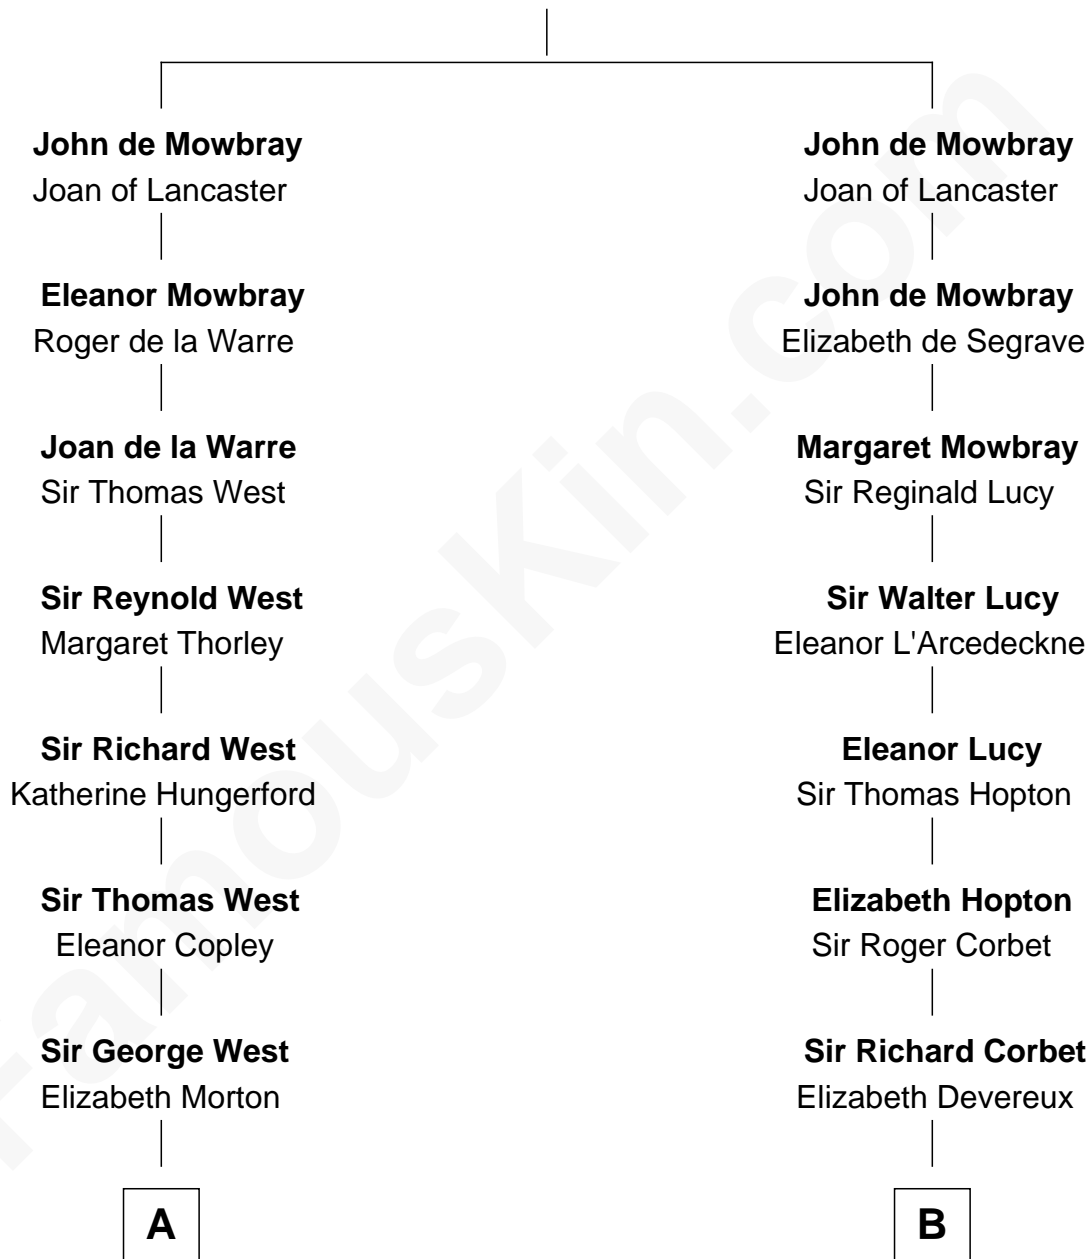 John de Mowbray
Joan of Lancaster
Eleanor Mowbray
Roger de la Warre
Joan de la Warre
Sir Thomas West
Sir Reynold West
Margaret Thorley
Sir Richard West
Katherine Hungerford
Sir Thomas West
Eleanor Copley
Sir George West
Elizabeth Morton
A
John de Mowbray
Joan of Lancaster
John de Mowbray
Elizabeth de Segrave
Margaret Mowbray
Sir Reginald Lucy
Sir Walter Lucy
Eleanor L'Arcedeckne
Eleanor Lucy
Sir Thomas Hopton
Elizabeth Hopton
Sir Roger Corbet
Sir Richard Corbet
Elizabeth Devereux
B
FamousKin.com